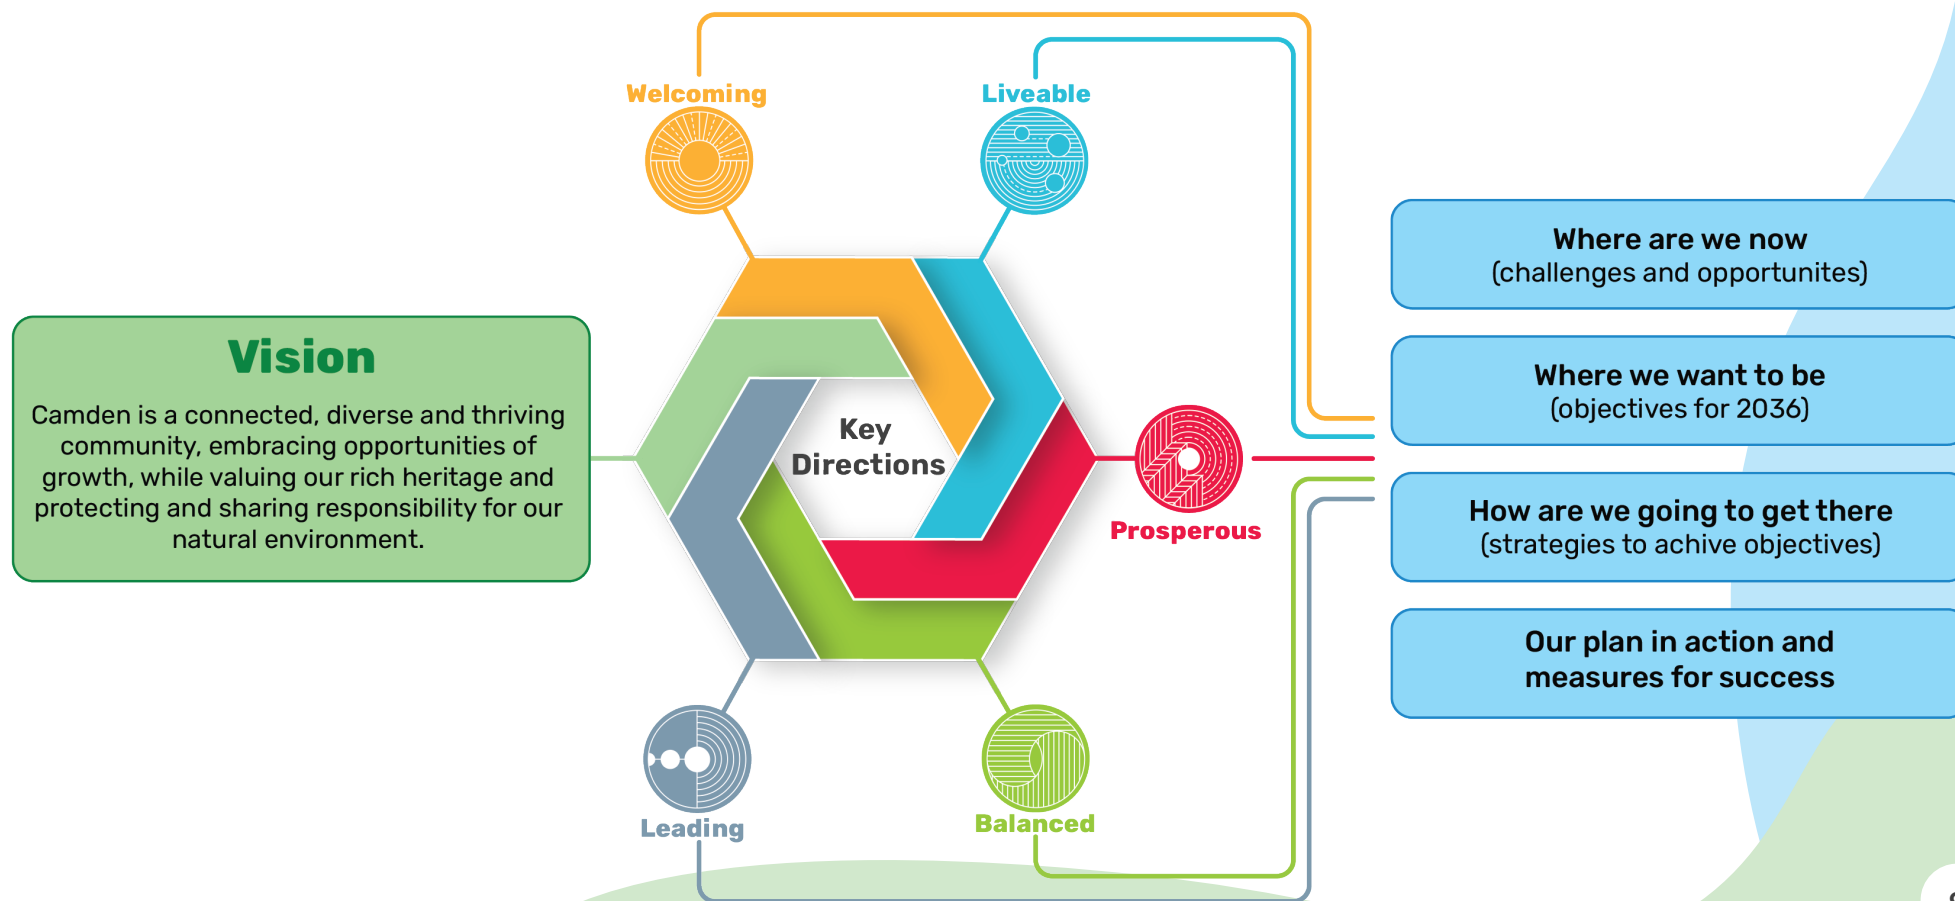 Welcoming
Liveable
Vision
Camden is a connected, diverse and thriving
community, embracing opportunities of
growth, while valuing our rich heritage and
protecting and sharing responsibility for our
natural environment.
Key
Directions
Prosperous
Leading
Balanced
Where are we now
(challenges and opportunites)
Where we want to be
(objectives for 2036)
How are we going to get there
(strategies to achive objectives)
Our plan in action and
measures for success